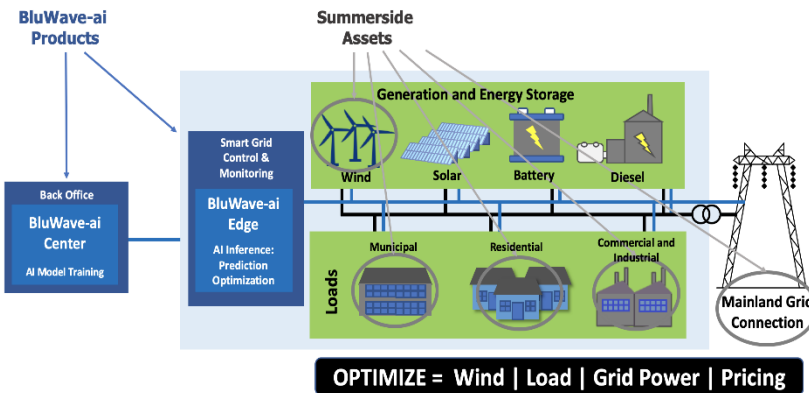 BluWave-ai
Products
Summerside
Assets
Generation and Energy Storage
Wind
Solar
Battery
Diesel
Smart Grid
Control &
Monitoring
BluWave-ai
Edge
AI Inference:
Prediction
Optimization
Back Office
BluWave-ai
Center
AI Model Training
Loads
Municipal
Residential
Commercial and
Industrial
Mainland Grid
Connection
OPTIMIZE = Wind | Load | Grid Power | Pricing